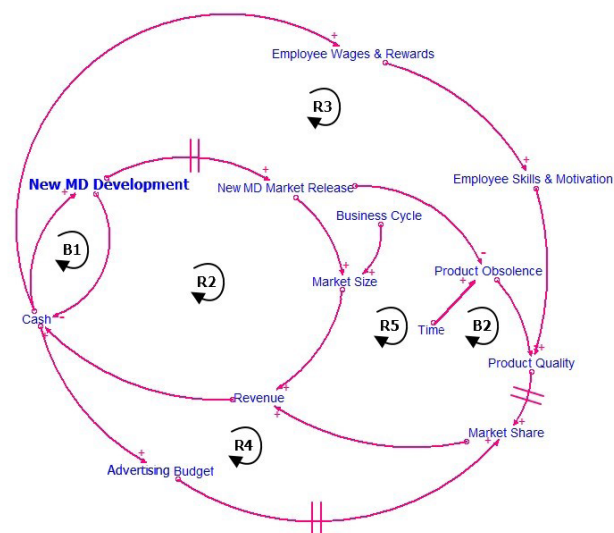 Employee Wages & Rewards
R3
New MD Development
New MD Market Release
Employee Skills & Motivation
Business Cycle
B1
R2
Market Size
Product Obsolence
Cash
R5
Time
B2
Product Quality
Revenue
Market Share
R4
Advertising Budget
+
+
+
+
+
+
-
+
-
+
+
+
+
+
+
+
+
+